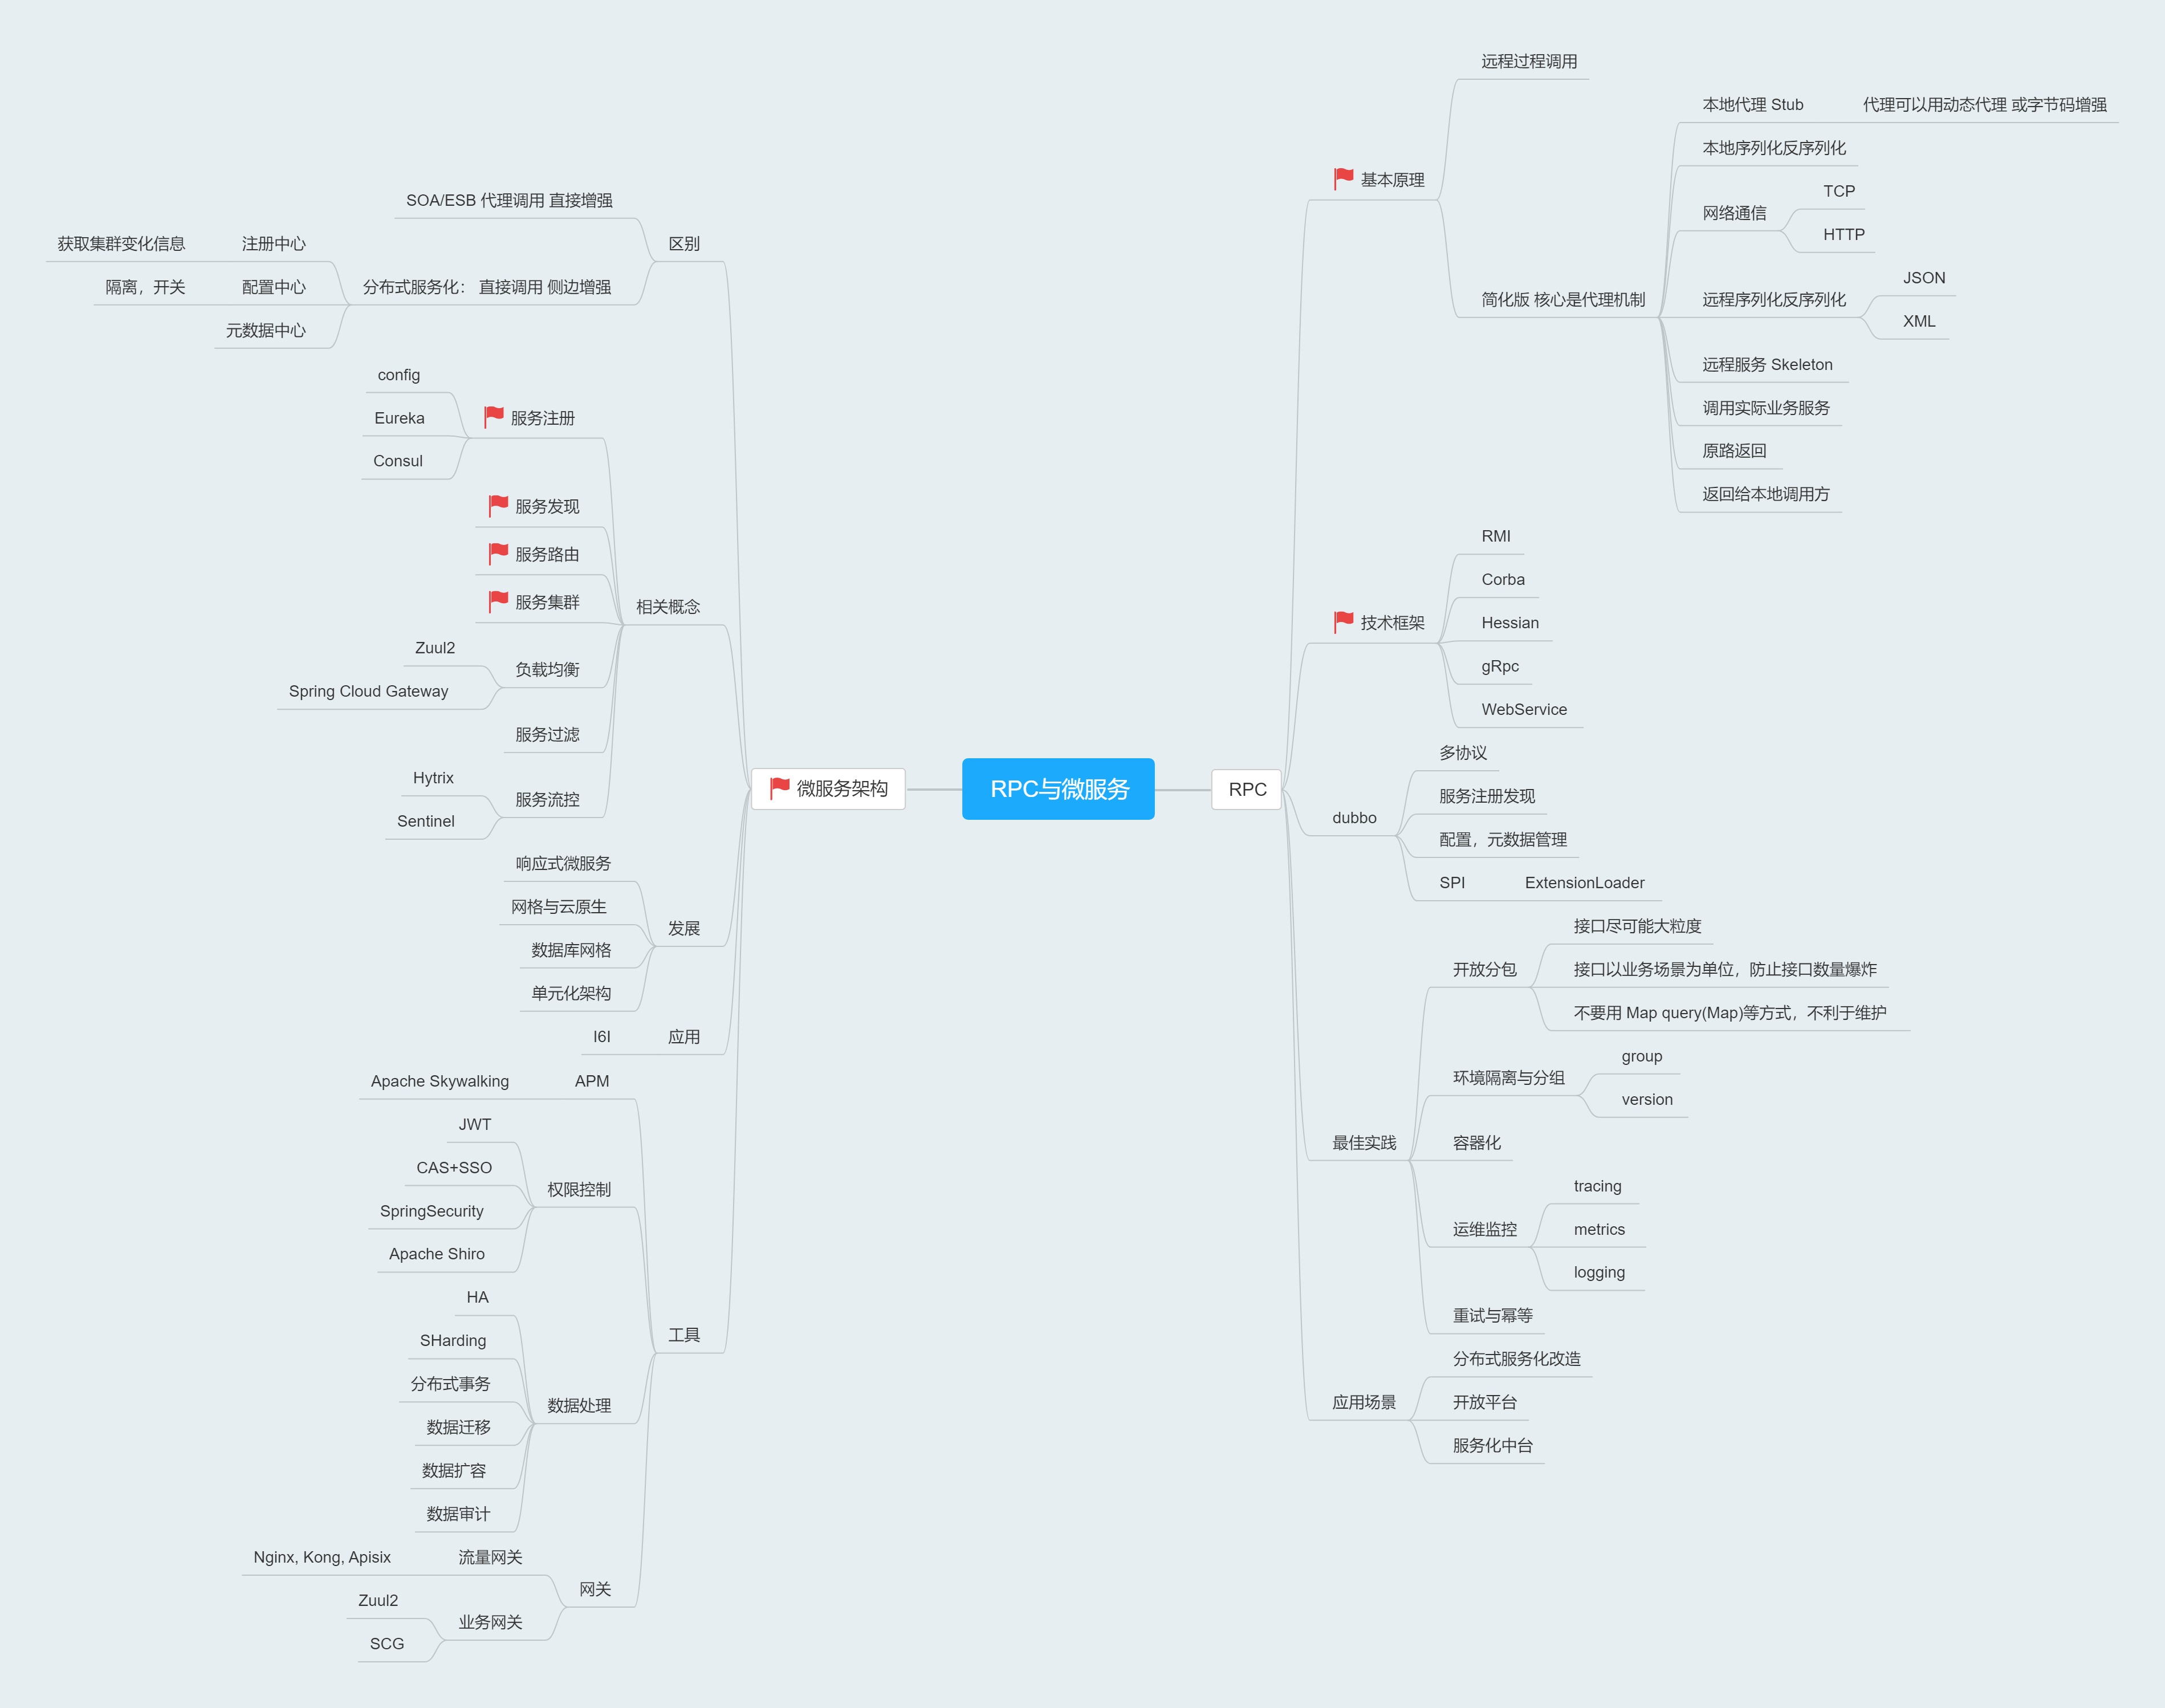 RPC与微服务
RPC
基本原理
远程过程调用
简化版 核心是代理机制
本地代理 Stub
代理可以用动态代理 或字节码增强
本地序列化反序列化
网络通信
TCP
HTTP
远程序列化反序列化
JSON
XML
远程服务 Skeleton
调用实际业务服务
原路返回
返回给本地调用方
技术框架
RMI
Corba
Hessian
gRpc
WebService
dubbo
多协议
服务注册发现
配置，元数据管理
SPI
ExtensionLoader
最佳实践
开放分包
接口尽可能大粒度
接口以业务场景为单位，防止接口数量爆炸
不要用 Map query(Map)等方式，不利于维护
环境隔离与分组
group
version
容器化
运维监控
tracing
metrics
logging
重试与幂等
应用场景
分布式服务化改造
开放平台
服务化中台
微服务架构
区别
SOA/ESB 代理调用 直接增强
分布式服务化： 直接调用 侧边增强
注册中心
获取集群变化信息
配置中心
隔离，开关
元数据中心
相关概念
服务注册
config
Eureka
Consul
服务发现
服务路由
服务集群
负载均衡
Zuul2
Spring Cloud Gateway
服务过滤
服务流控
Hytrix
Sentinel
发展
响应式微服务
网格与云原生
数据库网格
单元化架构
应用
I6I
工具
APM
Apache Skywalking
权限控制
JWT
CAS+SSO
SpringSecurity
Apache Shiro
数据处理
HA
SHarding
分布式事务
数据迁移
数据扩容
数据审计
网关
流量网关
Nginx, Kong, Apisix
业务网关
Zuul2
SCG